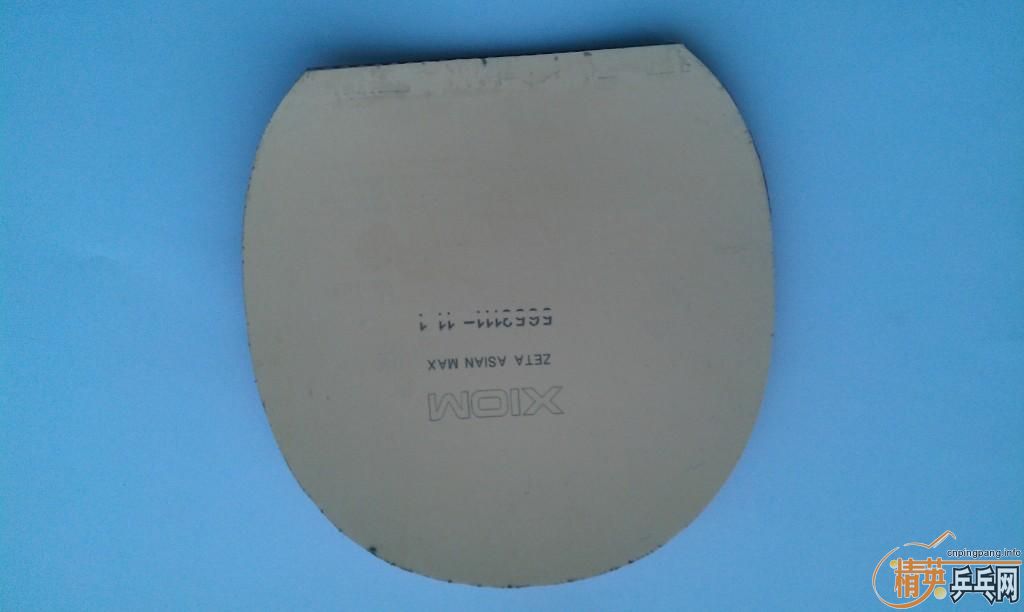 XIOM
ZETA ASIAN MAX
cnpingpang.info
精英乒乓网